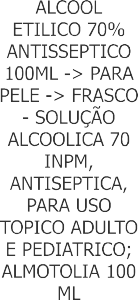 ALCOOL
ETILICO 70%
ANTISSEPTICO
100ML -> PARA
PELE -> FRASCO
- SOLUÇÃO
ALCOOLICA 70
INPM,
ANTISEPTICA,
PARA USO
TOPICO ADULTO
E PEDIATRICO;
ALMOTOLIA 100
ML